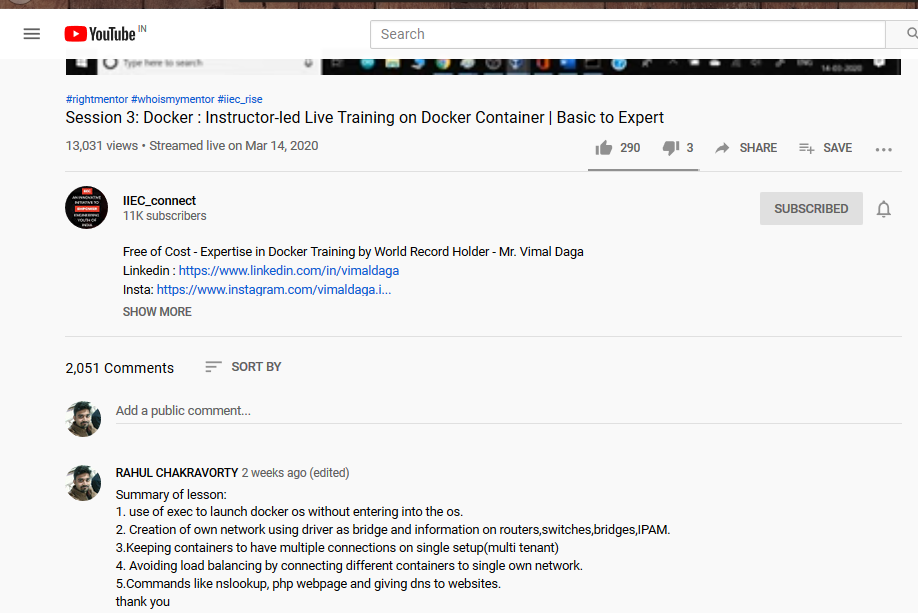 YouTube IN
Search
Type here to search
#rightmentor #whoismymentor #iiec_rise
Session 3: Docker : Instructor-led Live Training on Docker Container | Basic to Expert
13,031 views • Streamed live on Mar 14, 2020
290
3
SHARE
SAVE
IIEC_connect
11K subscribers
SUBSCRIBED
Free of Cost - Expertise in Docker Training by World Record Holder - Mr. Vimal Daga
Linkedin : https://www.linkedin.com/in/vimaldaga
Insta: https://www.instagram.com/vimaldaga.i...
SHOW MORE
2,051 Comments
SORT BY
Add a public comment...
RAHUL CHAKRAVORTY 2 weeks ago (edited)
Summary of lesson:
1. use of exec to launch docker os without entering into the os.
2. Creation of own network using driver as bridge and information on routers,switches,bridges,IPAM.
3.Keeping containers to have multiple connections on single setup(multi tenant)
4. Avoiding load balancing by connecting different containers to single own network.
5.Commands like nslookup, php webpage and giving dns to websites.
thank you